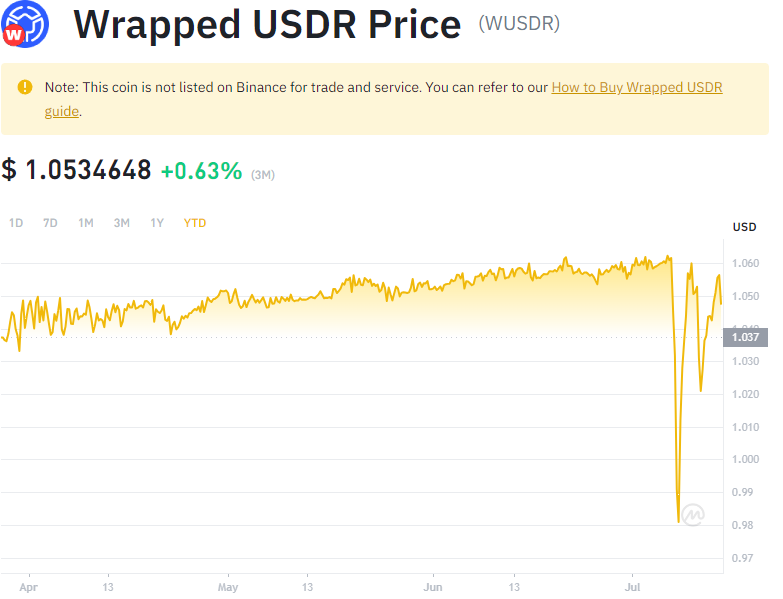 W
Wrapped USDR Price (WUSDR)
Note: This coin is not listed on Binance for trade and service. You can refer to our How to Buy Wrapped USDR
guide.
$ 1.0534648 +0.63% (3M)
1D 7D 1M 3M 1Y YTD
USD
1.060
1.050
1.037
1.030
1.020
1.010
1.000
0.99
0.98
0.97
Apr 13 May 13 Jun 13 Jul